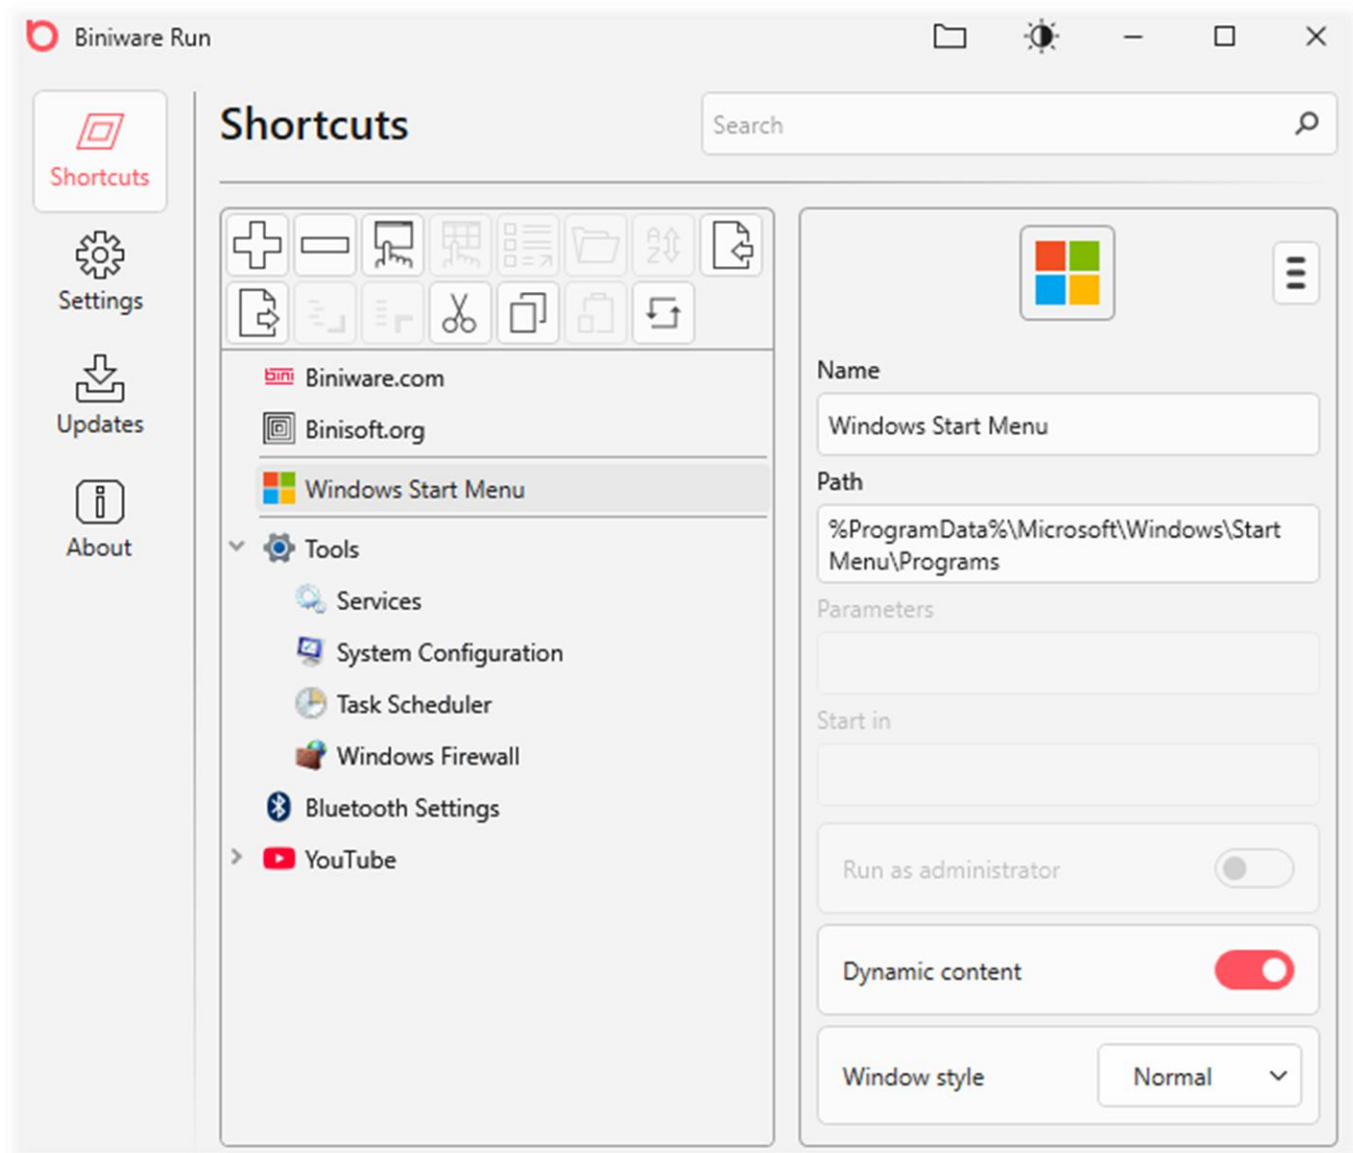 Biniware Run
Shortcuts
Settings
Updates
About
Shortcuts
Search
bini Biniware.com
Binisoft.org
Windows Start Menu
Tools
Services
System Configuration
Task Scheduler
Windows Firewall
Bluetooth Settings
YouTube
Name
Windows Start Menu
Path
%ProgramData%\Microsoft\Windows\Start
Menu\Programs
Parameters
Start in
Run as administrator
Dynamic content
Window style
Normal